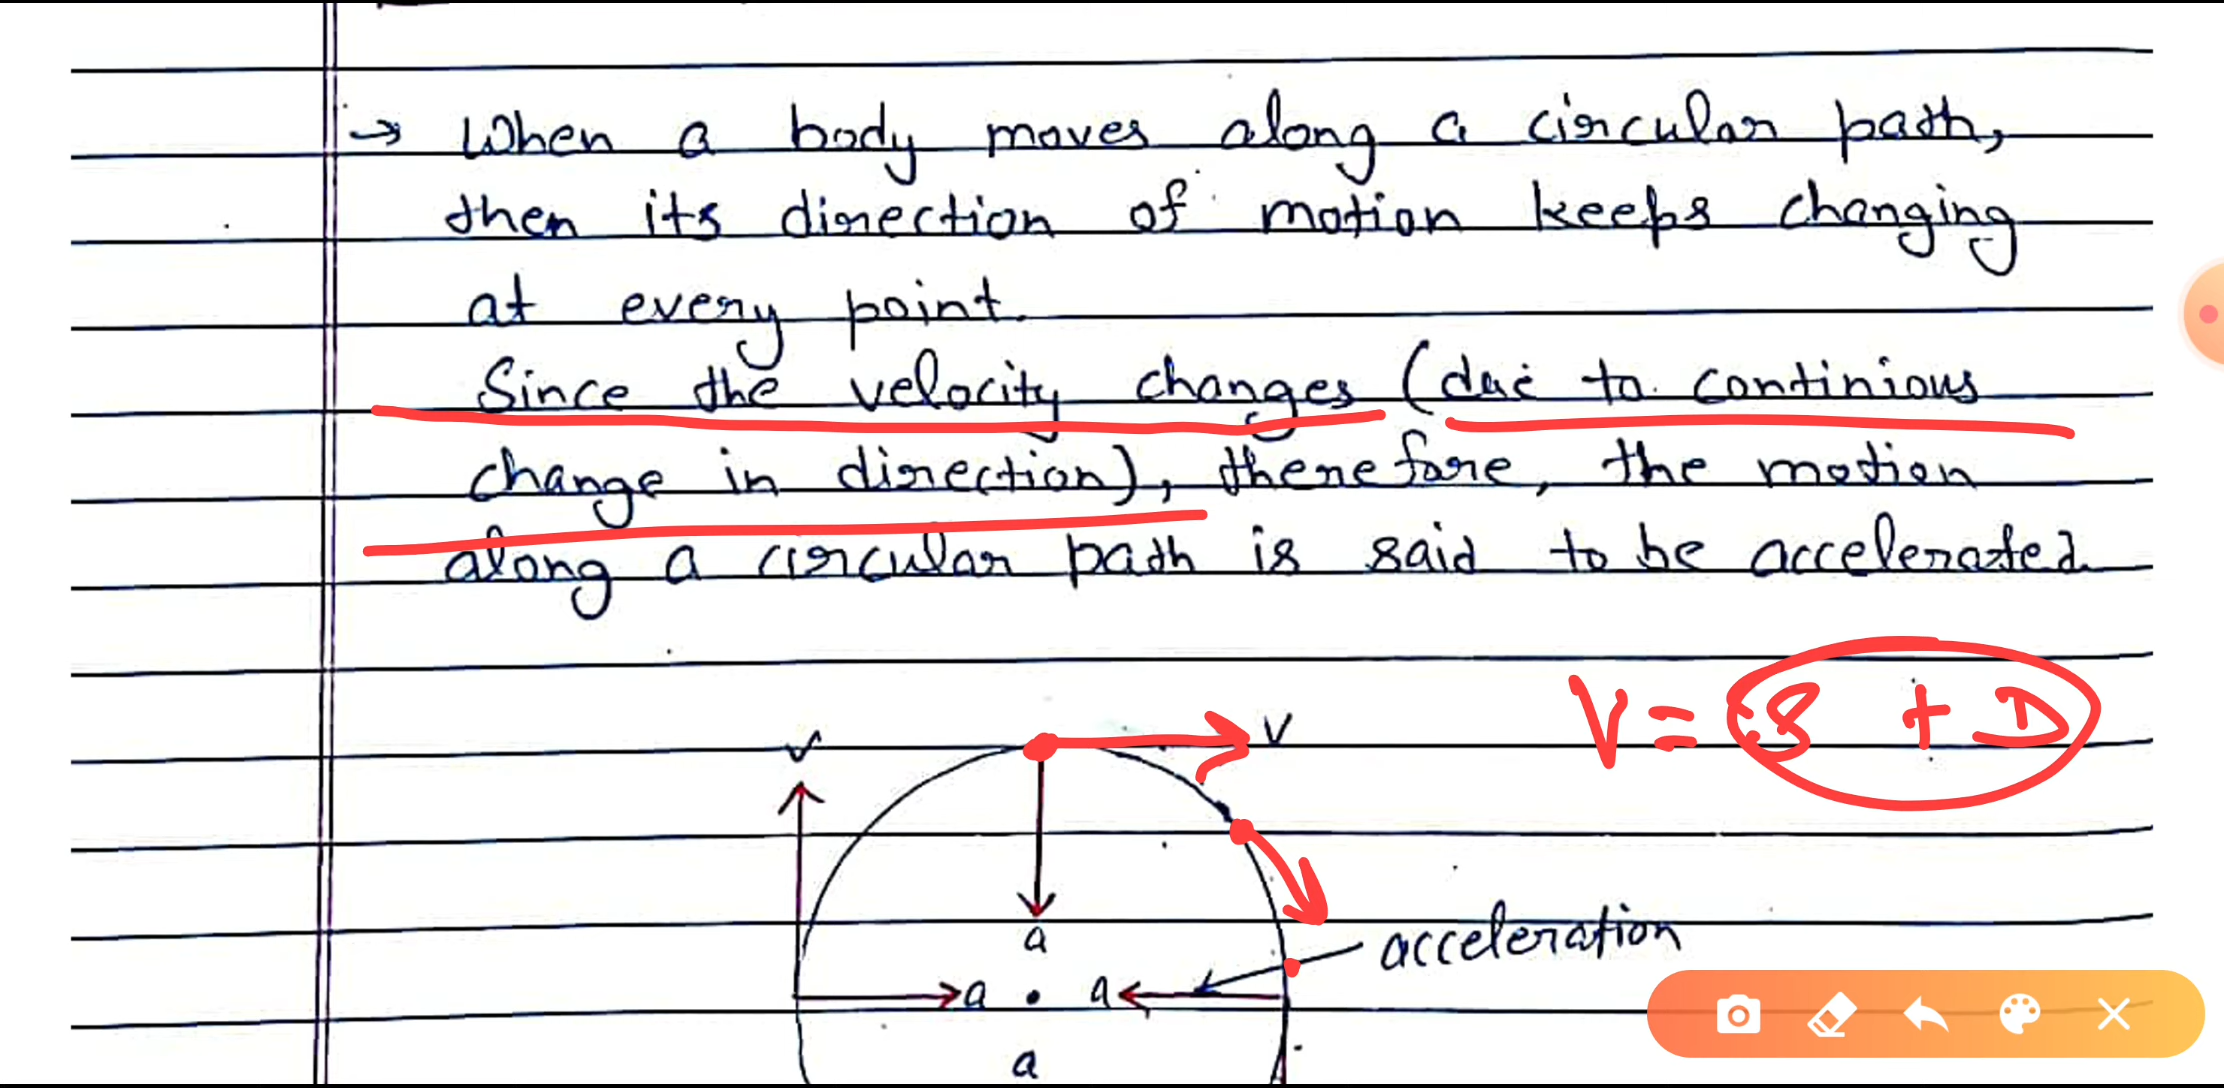 → When a body moves along a circular path,
then its direction of motion keeps changing
at every point.
Since the velocity changes (due to continious
change in direction), therefore, the motion
along a circular path is said to be accelerated.
V = S + D
v
V
a
acceleration
a . a
a